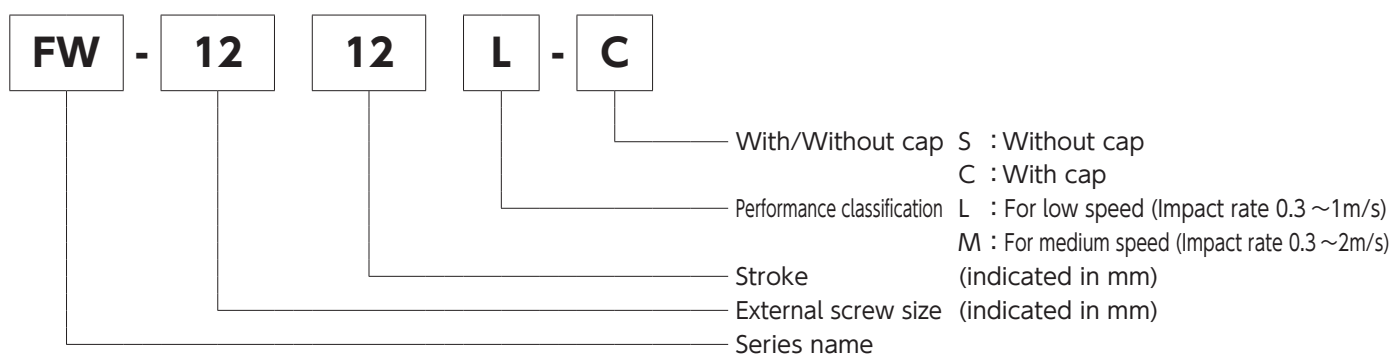 FW - 12 12 L - C
With/Without cap S : Without cap
C : With cap
Performance classification L : For low speed (Impact rate 0.3～1m/s)
M : For medium speed (Impact rate 0.3～2m/s)
Stroke (indicated in mm)
External screw size (indicated in mm)
Series name